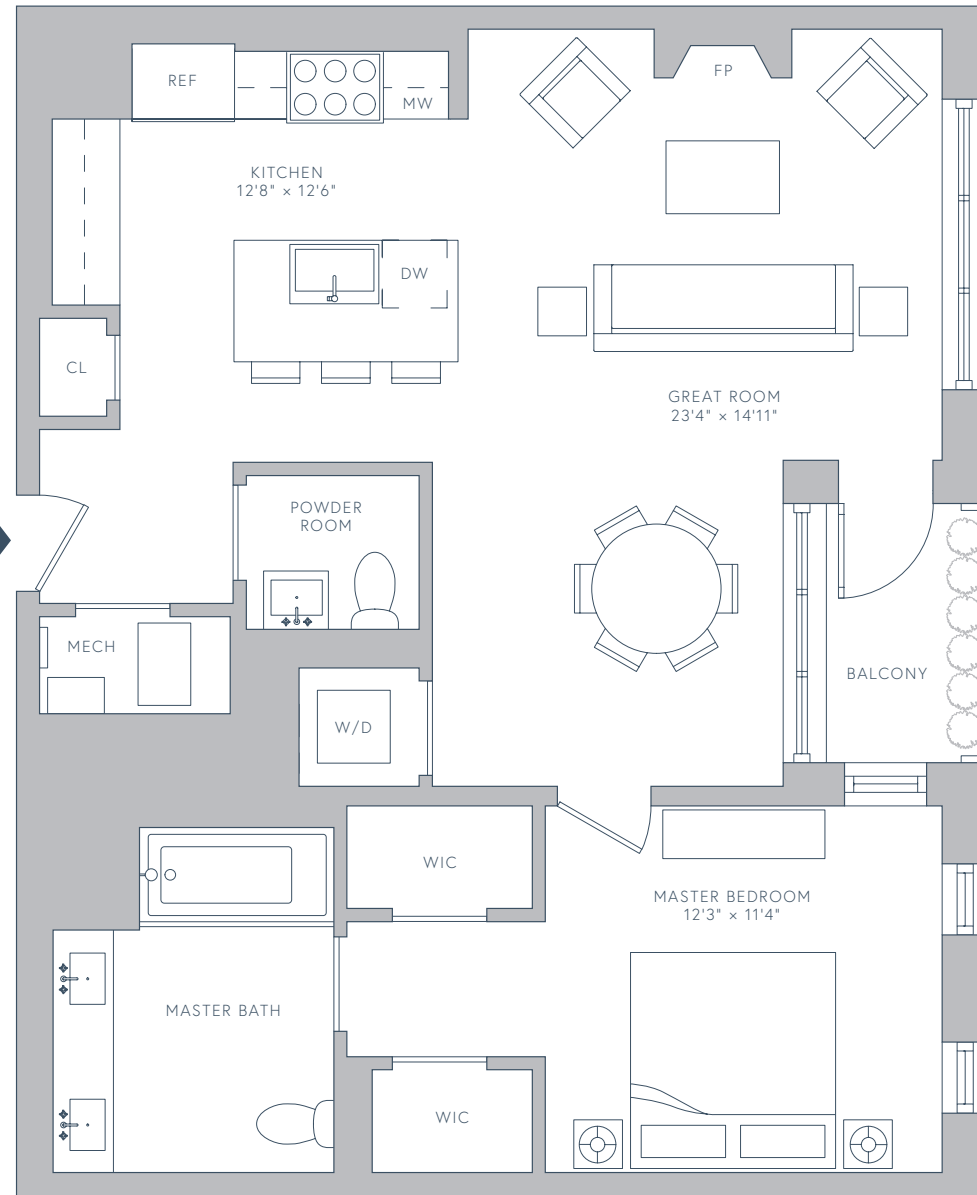 REF
MW
FP
KITCHEN
12'8" × 12'6"
DW
CL
GREAT ROOM
23'4" × 14'11"
POWDER
ROOM
MECH
W/D
BALCONY
WIC
MASTER BEDROOM
12'3" × 11'4"
MASTER BATH
WIC